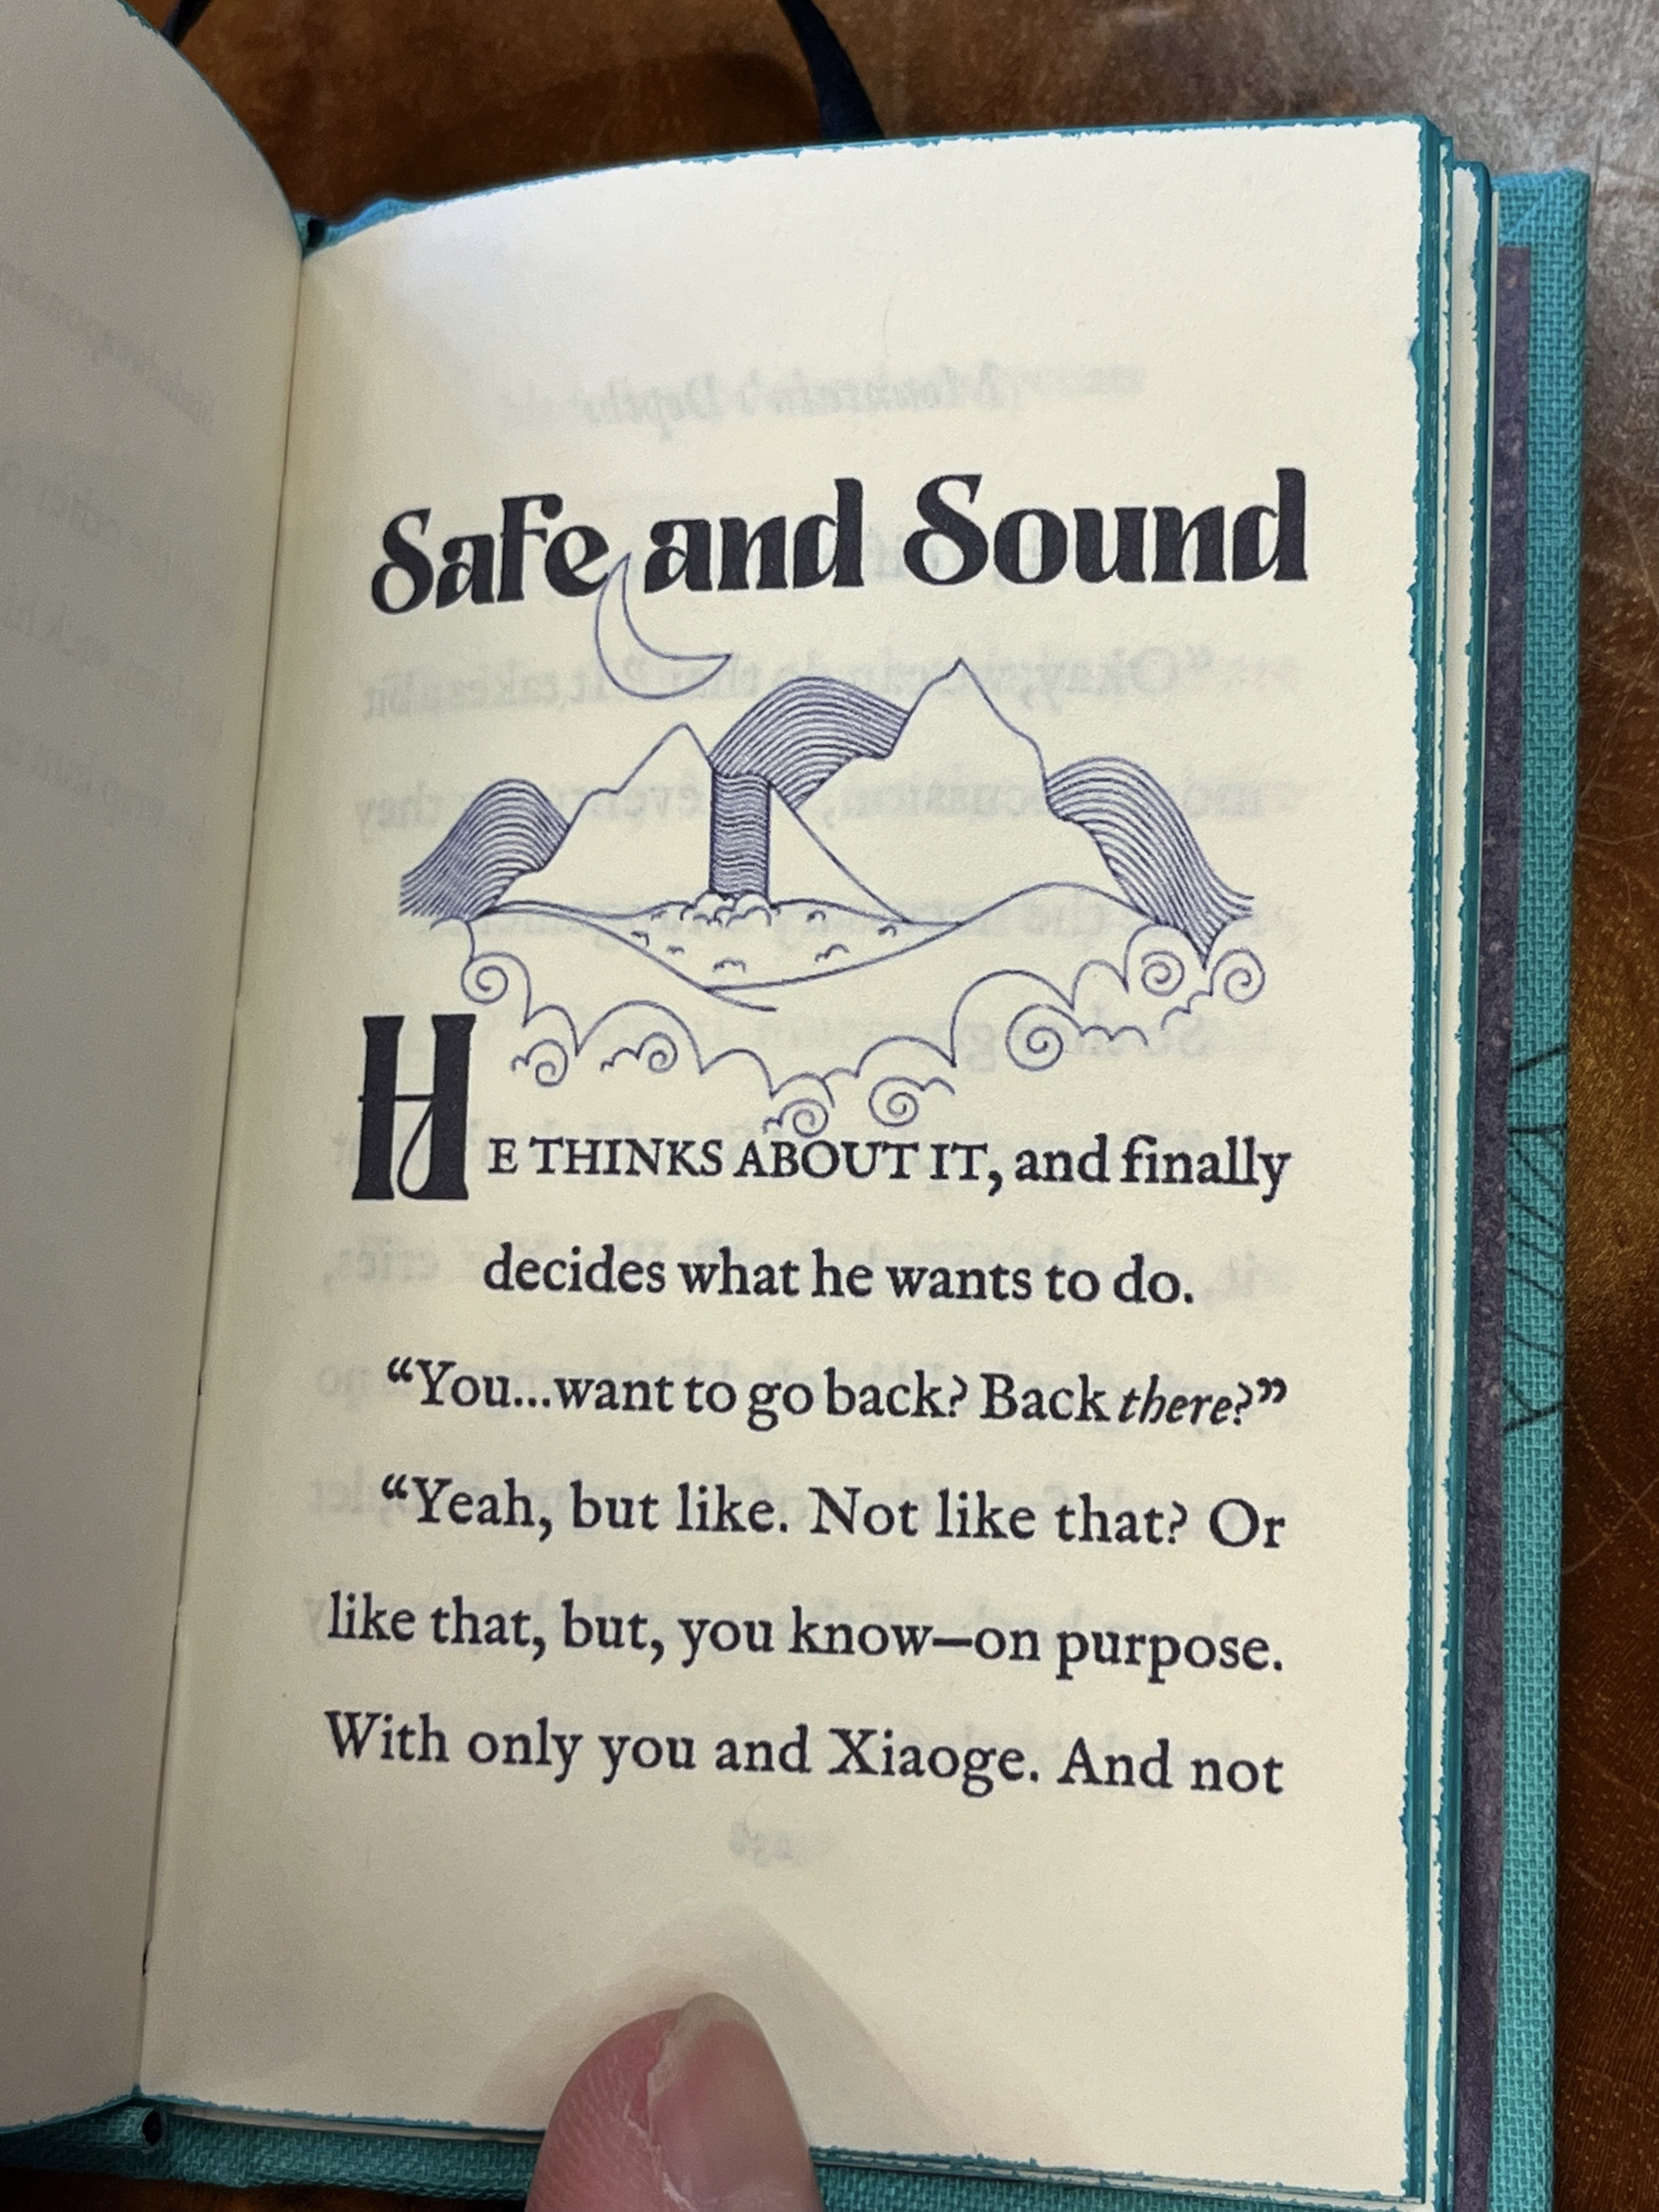 Safe and Sound
HE THINKS ABOUT IT, and finally
decides what he wants to do.
“You...want to go back? Back there?”
“Yeah, but like. Not like that? Or
like that, but, you know—on purpose.
With only you and Xiaoge. And not